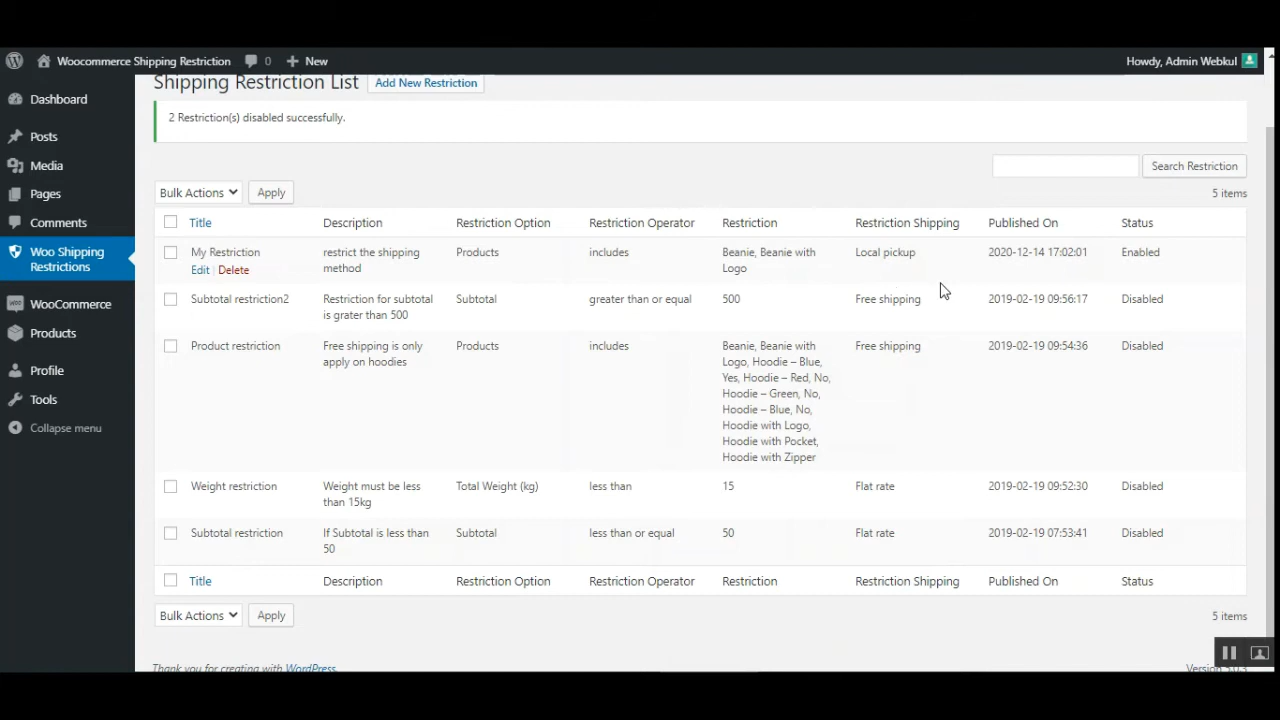 Woocommerce Shipping Restriction 0 New Howdy, Admin Webkul
Dashboard
Posts
Media
Pages
Comments
Woo Shipping
Restrictions
WooCommerce
Products
Profile
Tools
Collapse menu
Shipping Restriction List Add New Restriction
2 Restriction(s) disabled successfully.
Search Restriction
Bulk Actions Apply 5 items
Title Description Restriction Option Restriction Operator Restriction Restriction Shipping Published On Status
My Restriction restrict the shipping Products includes Beanie, Beanie with Local pickup 2020-12-14 17:02:01 Enabled
Edit | Delete method Logo
Subtotal restriction2 Restriction for subtotal Subtotal greater than or equal 500 Free shipping 2019-02-19 09:56:17 Disabled
is grater than 500
Product restriction Free shipping is only Products includes Beanie, Beanie with Free shipping 2019-02-19 09:54:36 Disabled
apply on hoodies Logo, Hoodie – Blue,
Yes, Hoodie – Red, No,
Hoodie – Green, No,
Hoodie – Blue, No,
Hoodie with Logo,
Hoodie with Pocket,
Hoodie with Zipper
Weight restriction Weight must be less Total Weight (kg) less than 15 Flat rate 2019-02-19 09:52:30 Disabled
than 15kg
Subtotal restriction If Subtotal is less than Subtotal less than or equal 50 Flat rate 2019-02-19 07:53:41 Disabled
50
Title Description Restriction Option Restriction Operator Restriction Restriction Shipping Published On Status
Bulk Actions Apply 5 items
Thank you for creating with WordPress. Version